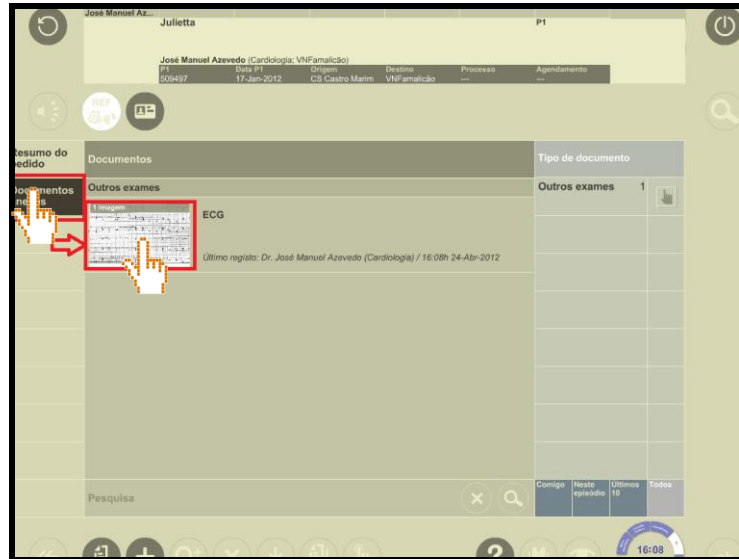 José Manuel Az...
Julietta
P1
José Manuel Azevedo (Cardiologia; VNFamalicão)
P1 Data P1 Origem Destino Processo Agendamento
509497 17-Jan-2012 CS Castro Marim VNFamalicão --- ---
REF
Resumo do
pedido
Documentos
Tipo de documento
Documentos
Outros exames
Outros exames 1
1 imagem
ECG
Último registo: Dr. José Manuel Azevedo (Cardiologia) / 16:08h 24-Abr-2012
Pesquisa
Comigo
Neste
episódio
Últimos
10
Todos
?
16:08